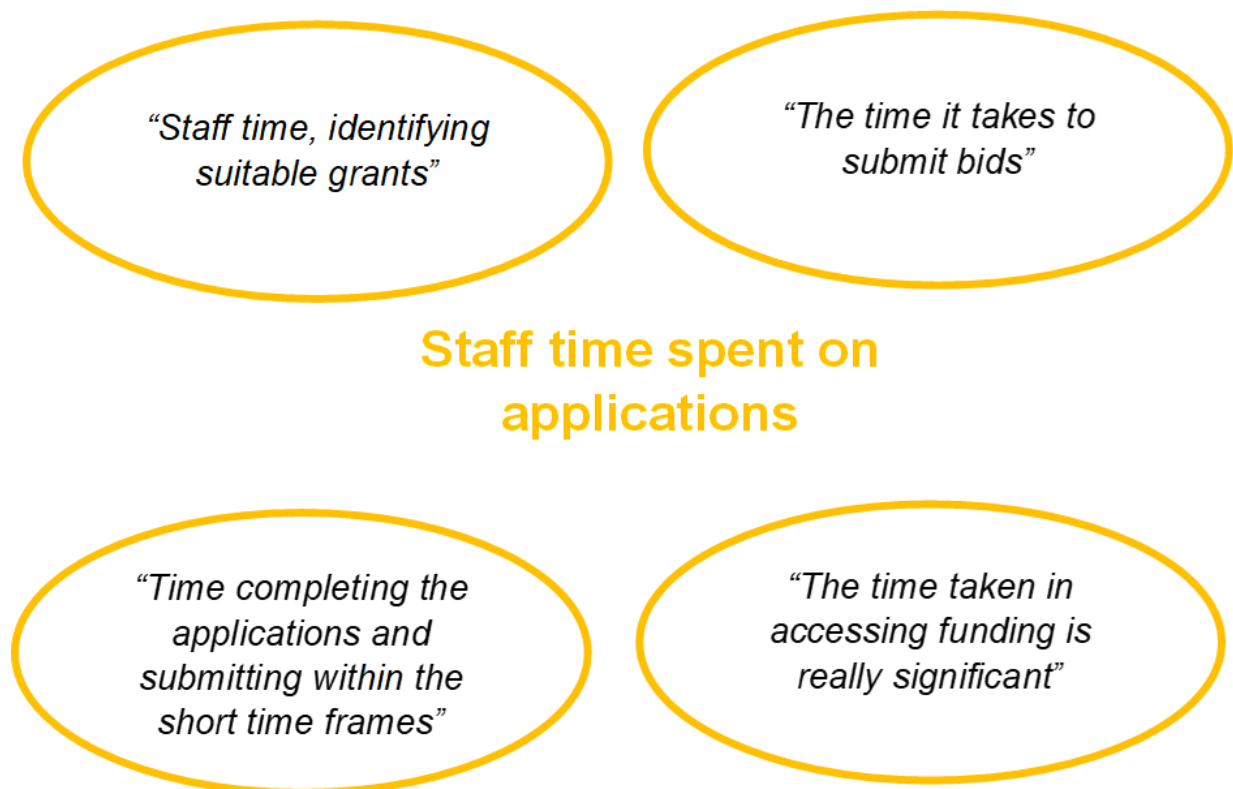 “Staff time, identifying
suitable grants”
“The time it takes to
submit bids”
Staff time spent on
applications
“Time completing the
applications and
submitting within the
short time frames”
“The time taken in
accessing funding is
really significant”